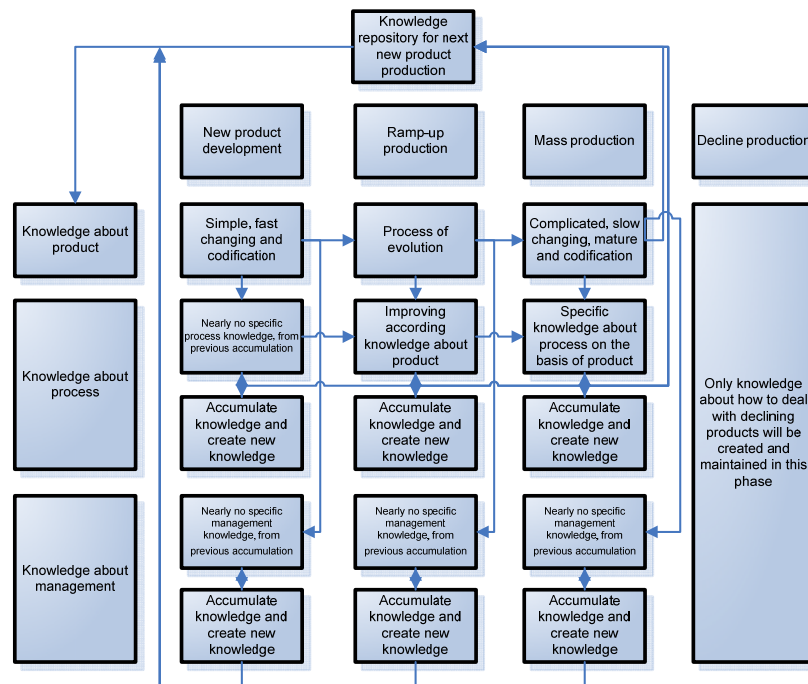 Knowledge
repository for next
new product
production
New product
development
Ramp-up
production
Mass production
Decline production
Knowledge about
product
Simple, fast
changing and
codification
Process of
evolution
Complicated, slow
changing, mature
and codification
Knowledge about
process
Nearly no specific
process knowledge, from
previous accumulation
Improving
according
knowledge about
product
Specific
knowledge about
process on the
basis of product
Only knowledge
about how to deal
with declining
products will be
created and
maintained in this
phase
Accumulate
knowledge and
create new
knowledge
Accumulate
knowledge and
create new
knowledge
Accumulate
knowledge and
create new
knowledge
Knowledge about
management
Nearly no specific
management
knowledge, from
previous accumulation
Nearly no specific
management
knowledge, from
previous accumulation
Nearly no specific
management
knowledge, from
previous accumulation
Accumulate
knowledge and
create new
knowledge
Accumulate
knowledge and
create new
knowledge
Accumulate
knowledge and
create new
knowledge